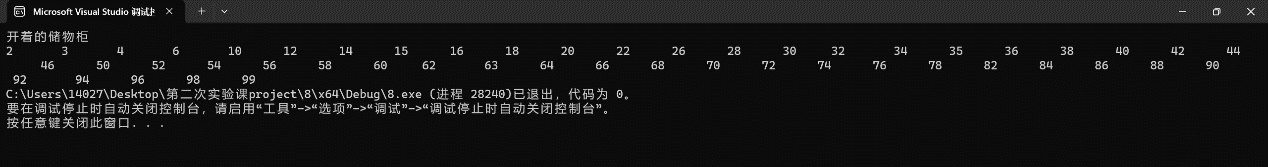 Microsoft Visual Studio 调试
开着的储物柜
2 3 4 6 10 12 14 15 16 18 20 22 26 28 30 32 34 35 36 38 40 42 44
46 50 52 54 56 58 60 62 63 64 66 68 70 72 74 76 78 82 84 86 88 90
92 94 96 98 99
C:\Users\14027\Desktop\第二次实验课project\8\x64\Debug\8.exe (进程 28240)已退出，代码为 0。
要在调试停止时自动关闭控制台，请启用“工具”->“选项”->“调试”->“调试停止时自动关闭控制台”。
按任意键关闭此窗口. . .